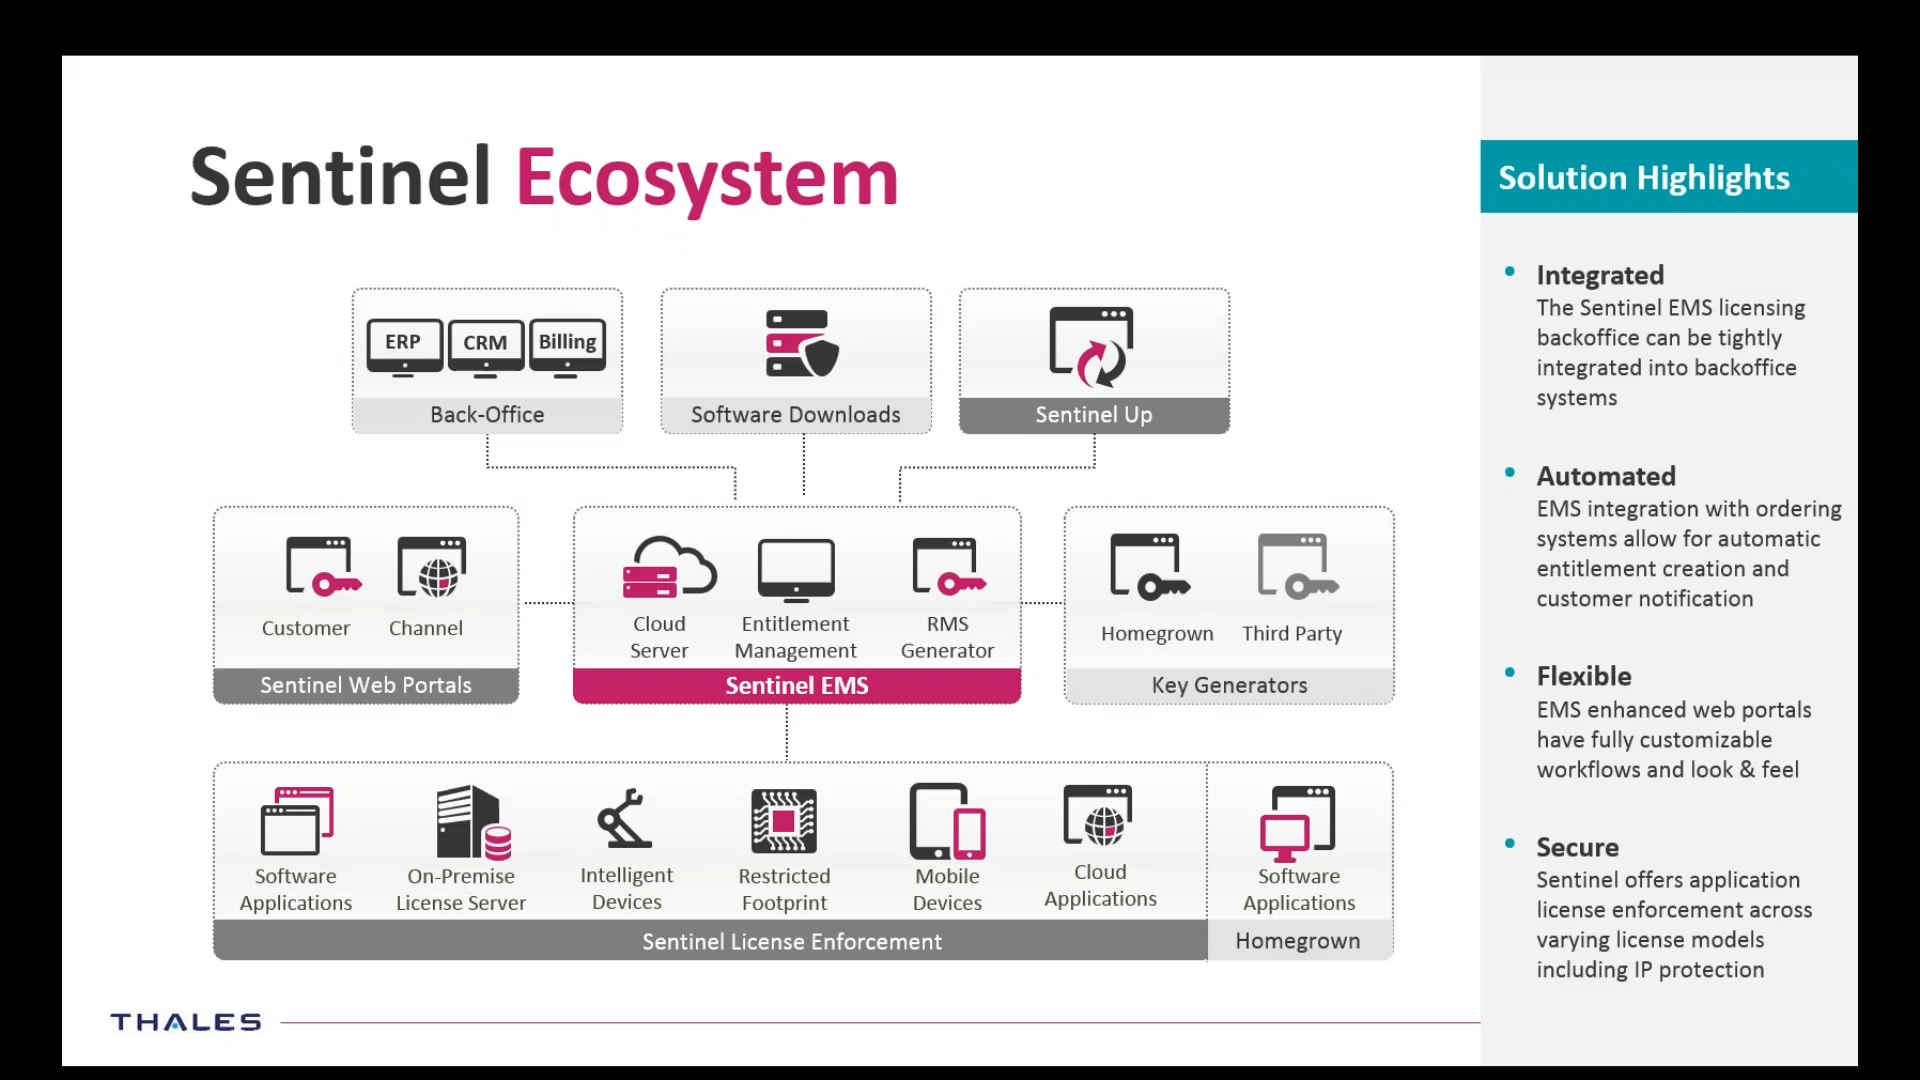 Sentinel Ecosystem
ERP
CRM
Billing
Back-Office
Software Downloads
Sentinel Up
Customer
Channel
Sentinel Web Portals
Cloud
Server
Entitlement
Management
RMS
Generator
Sentinel EMS
Homegrown
Third Party
Key Generators
Software
Applications
On-Premise
License Server
Intelligent
Devices
Restricted
Footprint
Mobile
Devices
Cloud
Applications
Sentinel License Enforcement
Software
Applications
Homegrown
THALES
Solution Highlights
• Integrated
The Sentinel EMS licensing
backoffice can be tightly
integrated into backoffice
systems
• Automated
EMS integration with ordering
systems allow for automatic
entitlement creation and
customer notification
• Flexible
EMS enhanced web portals
have fully customizable
workflows and look & feel
• Secure
Sentinel offers application
license enforcement across
varying license models
including IP protection